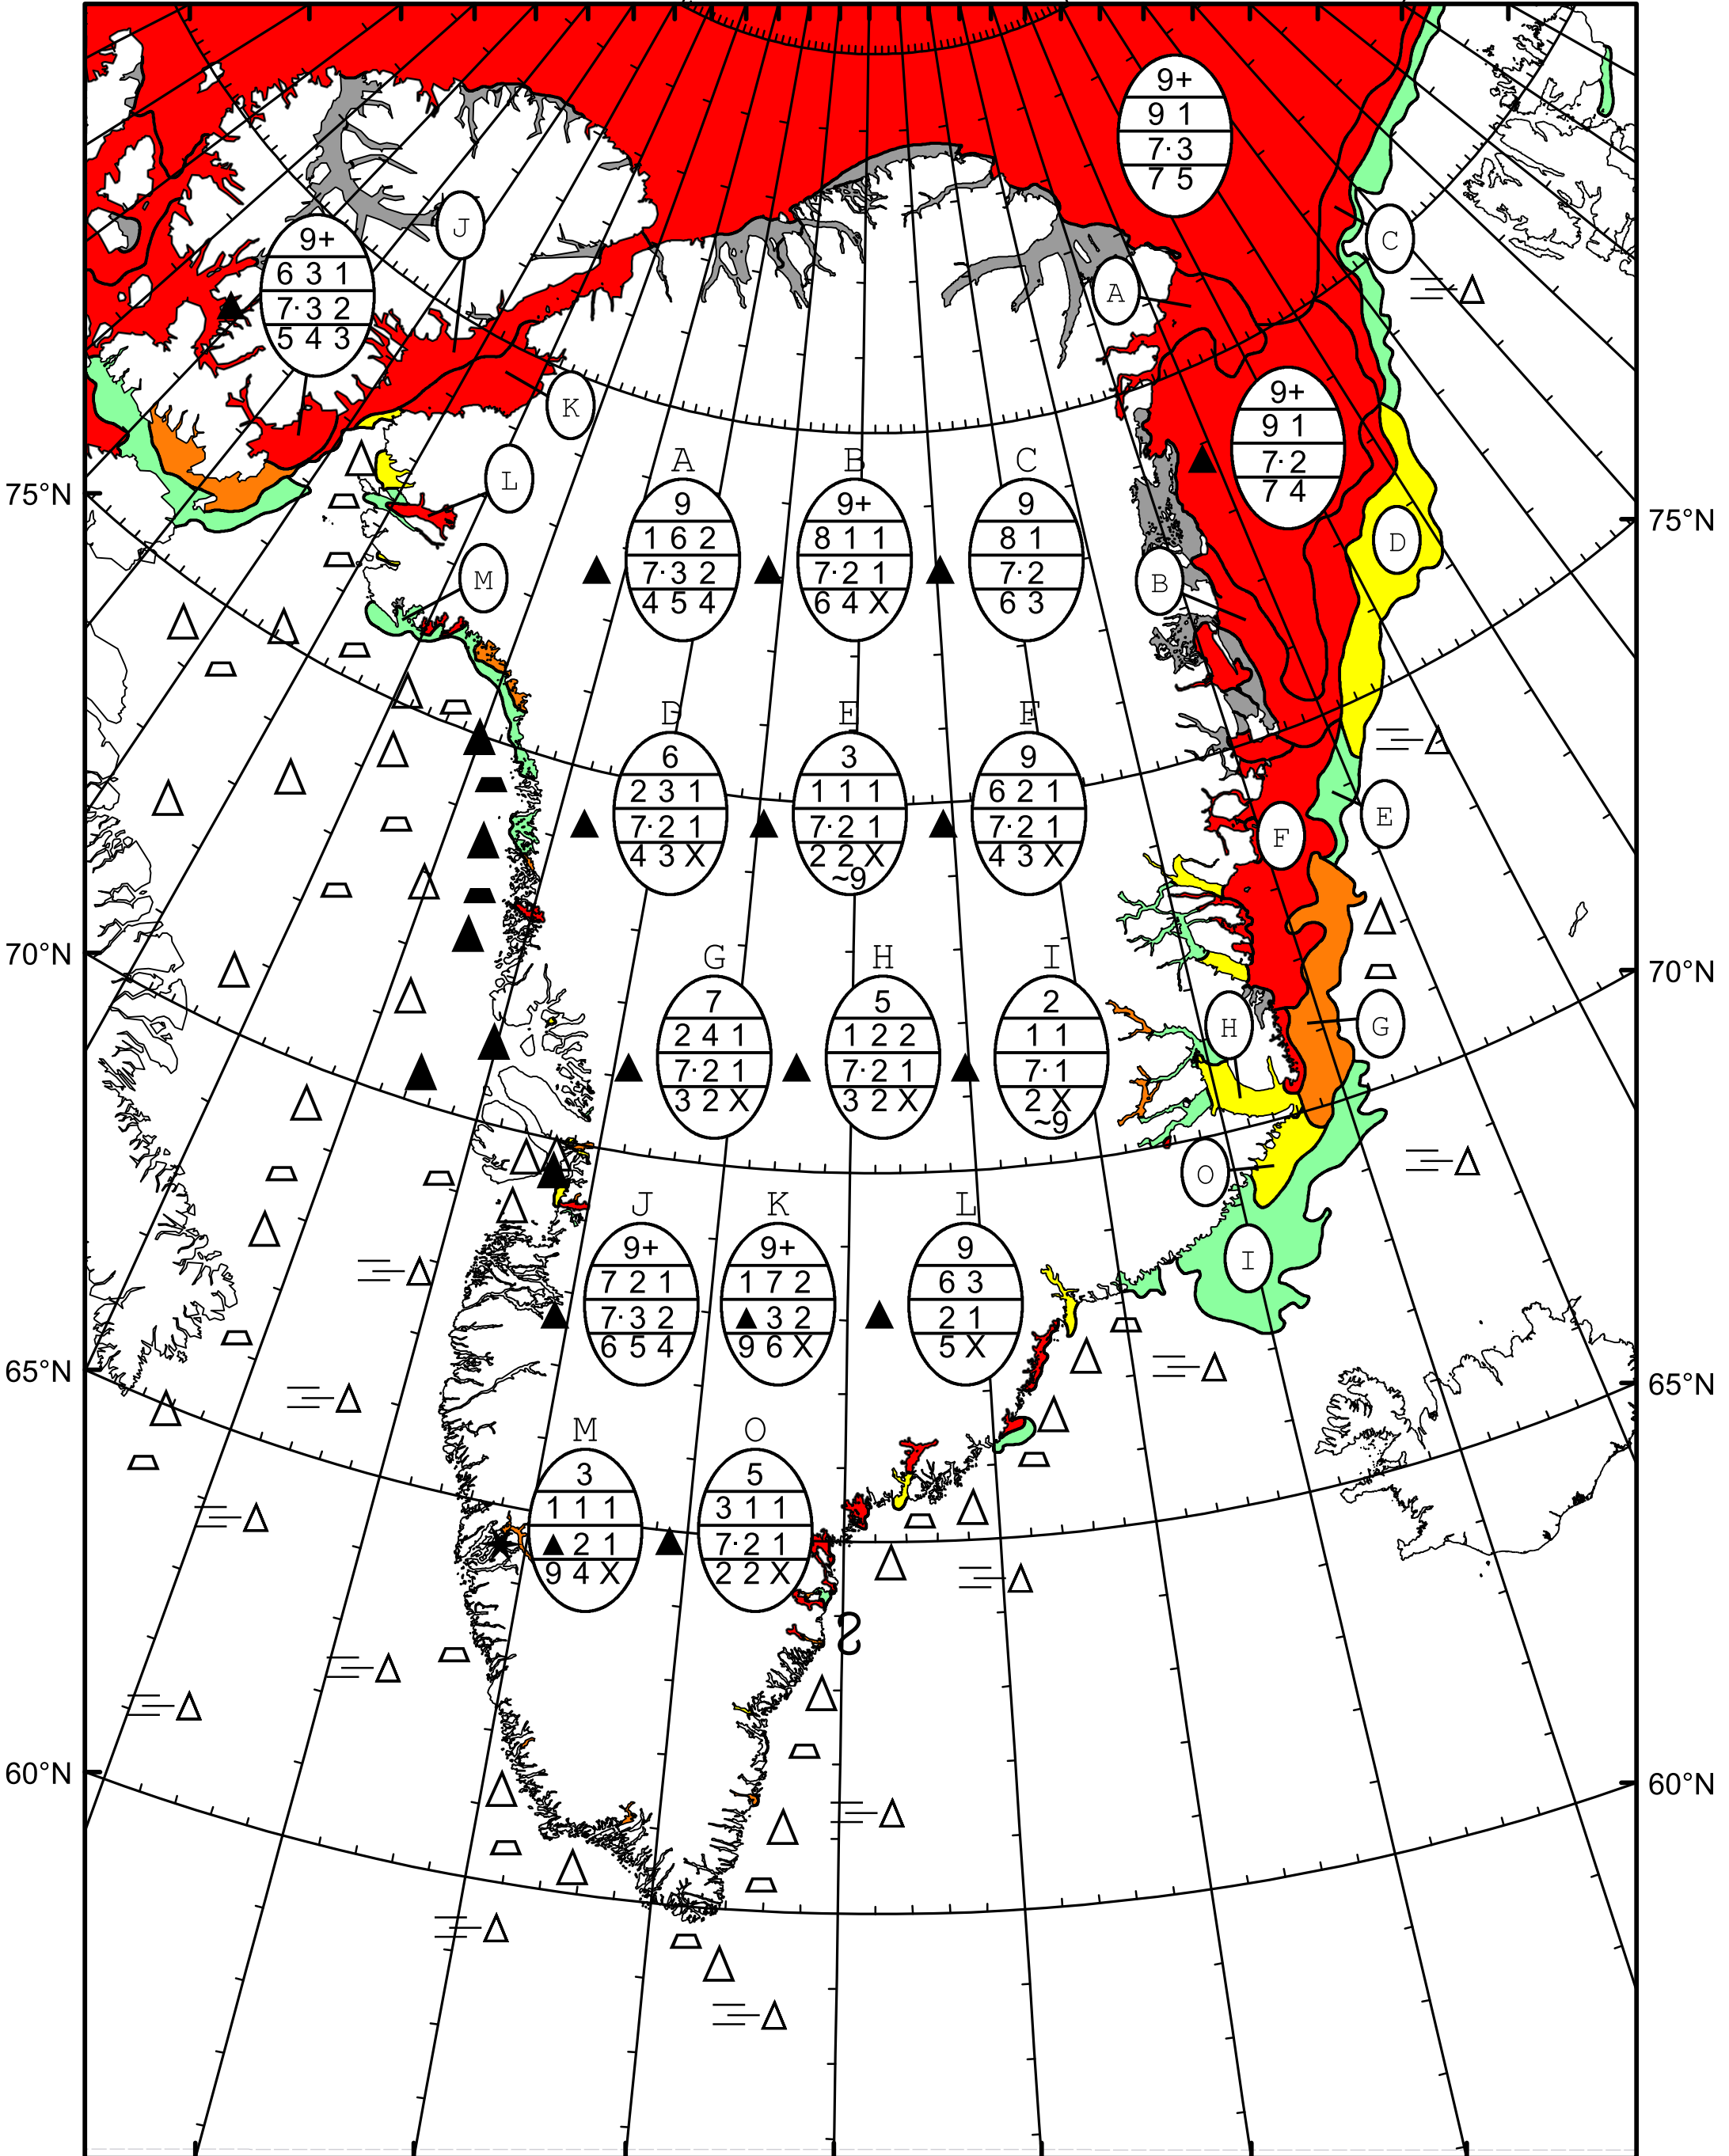 9+
9 1
7· 3
7 5
C
J
9+
6 3 1
7· 3 2
5 4 3
A
K
9+
9 1
7· 2
7 4
L
75°N
75°N
D
M
B
A
9
1 6 2
7· 3 2
4 5 4
B
9+
8 1 1
7· 2 1
6 4 X
C
9
8 1
7· 2
6 3
D
6
2 3 1
7· 2 1
4 3 X
E
3
1 1 1
7· 2 1
2 2 X
~9
F
9
6 2 1
7· 2 1
4 3 X
E
F
70°N
70°N
G
7
2 4 1
7· 2 1
3 2 X
H
5
1 2 2
7· 2 1
3 2 X
I
2
1 1
7· 1
2 X
~9
H
G
O
I
J
9+
7 2 1
7· 3 2
6 5 4
K
9+
1 7 2
▲ 3 2
9 6 X
L
9
6 3
2 1
5 X
65°N
65°N
M
3
1 1 1
▲ 2 1
9 4 X
O
5
3 1 1
7· 2 1
2 2 X
60°N
60°N